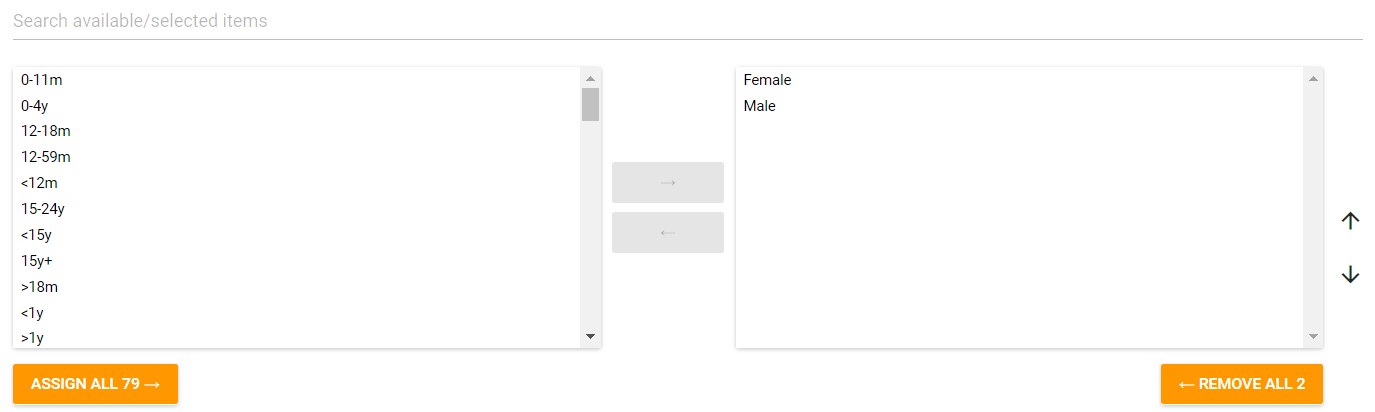 Search available/selected items
0-11m
0-4y
12-18m
12-59m
<12m
15-24y
<15y
15y+
>18m
<1y
>1y
→
←
Female
Male
↑
↓
ASSIGN ALL 79 →
← REMOVE ALL 2